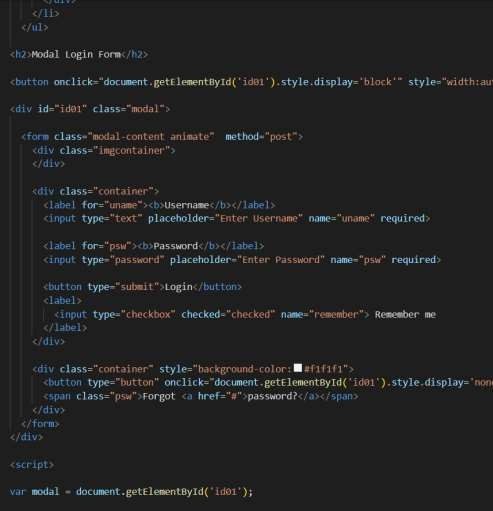 </div>
</li>
</ul>
<h2>Modal Login Form</h2>
<button onclick="document.getElementById('id01').style.display='block'" style="width:au
<div id="id01" class="modal">
<form class="modal-content animate"  method="post">
<div class="imgcontainer">
</div>
<div class="container">
<label for="uname"><b>Username</b></label>
<input type="text" placeholder="Enter Username" name="uname" required>
<label for="psw"><b>Password</b></label>
<input type="password" placeholder="Enter Password" name="psw" required>
<button type="submit">Login</button>
<label>
<input type="checkbox" checked="checked" name="remember"> Remember me
</label>
</div>
<div class="container" style="background-color:#f1f1f1">
<button type="button" onclick="document.getElementById('id01').style.display='none
<span class="psw">Forgot <a href="#">password?</a></span>
</div>
</form>
</div>
<script>
var modal = document.getElementById('id01');